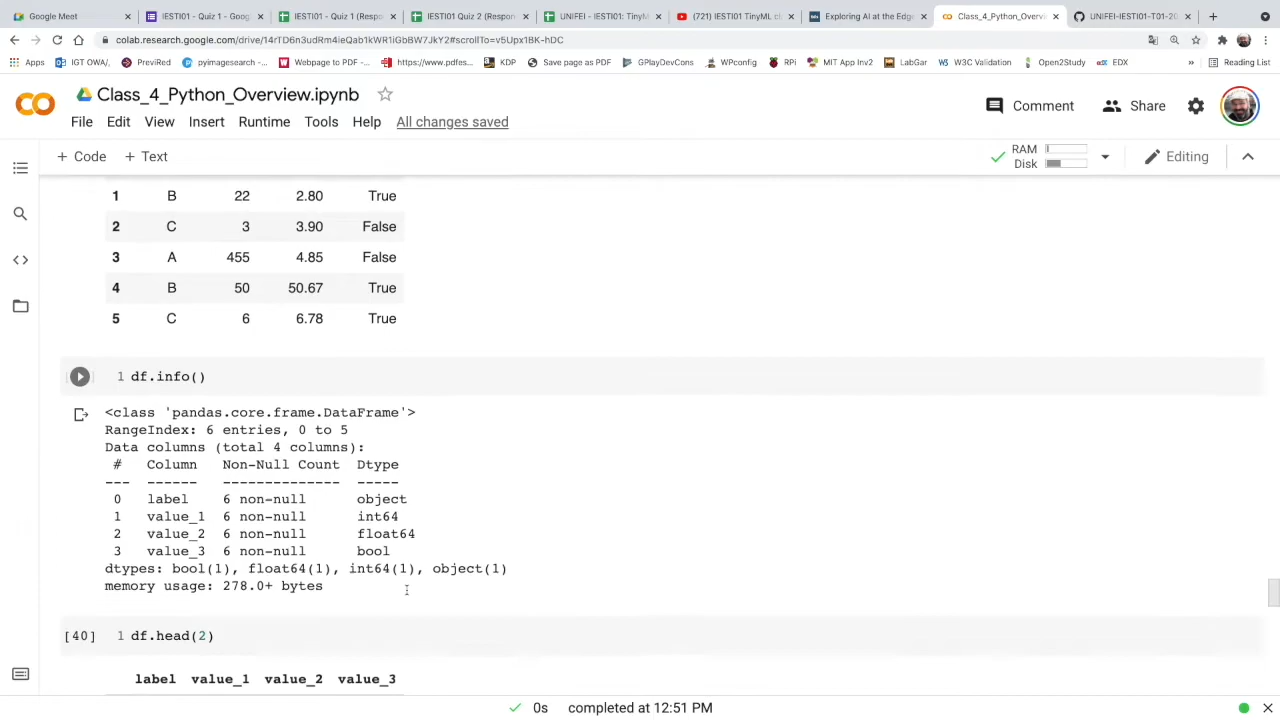 Google Meet
IESTI01 - Quiz 1 - Goog
IESTI01 - Quiz 1 (Respon
IESTI01 Quiz 2 (Respons
UNIFEI - IESTI01: TinyM
(721) IESTI01 TinyML cl
Exploring AI at the Edge
Class_4_Python_Overvi
UNIFEI-IESTI01-T01-20
colab.research.google.com/drive/14rTD6n3udRm4IeQab1kWR1GbBW7JkY2#scrollTo=v5Upx1BK-hDC
Apps
IGT OWA/,
PreviRed
pyimagesearch -...
Webpage to PDF -...
https://www.pdfes...
KDP
Save page as PDF
GPlayDevCons
WPconfig
RPi
MIT App Inv2
LabGar
W3C Validation
Open2Study
EDX
»
Reading List
Class_4_Python_Overview.ipynb
Comment
Share
File Edit View Insert Runtime Tools Help All changes saved
+ Code + Text
RAM
Disk
Editing
1 B 22 2.80 True
2 C 3 3.90 False
3 A 455 4.85 False
4 B 50 50.67 True
5 C 6 6.78 True
1 df.info()
<class 'pandas.core.frame.DataFrame'>
RangeIndex: 6 entries, 0 to 5
Data columns (total 4 columns):
# Column Non-Null Count Dtype
--- ------ -------------- -----
0 label 6 non-null object
1 value_1 6 non-null int64
2 value_2 6 non-null float64
3 value_3 6 non-null bool
dtypes: bool(1), float64(1), int64(1), object(1)
memory usage: 278.0+ bytes
[40] 1 df.head(2)
label value_1 value_2 value_3
0s completed at 12:51 PM